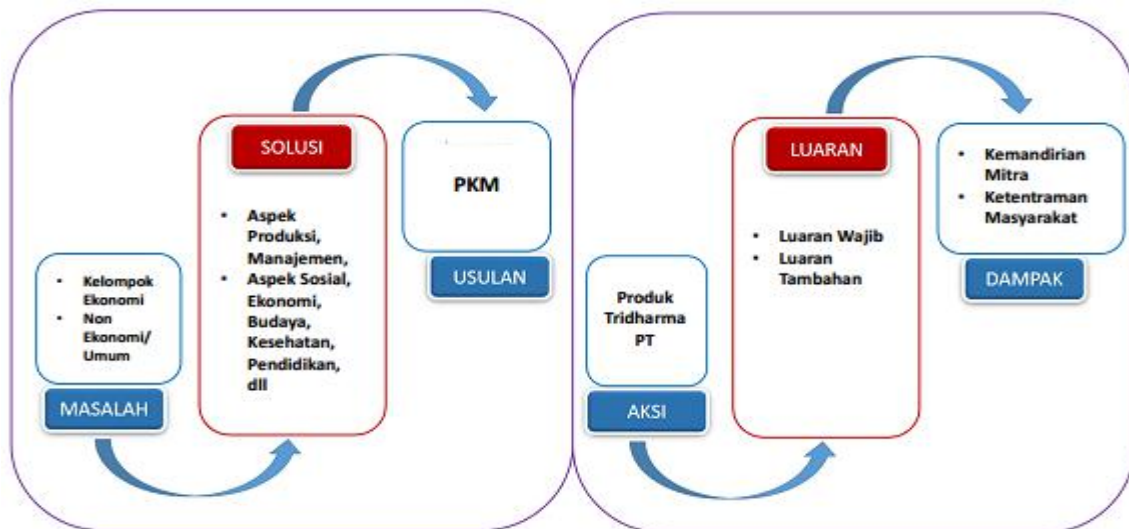 SOLUSI
• Aspek
Produksi,
Manajemen,
• Aspek Sosial,
Ekonomi,
Budaya,
Kesehatan,
Pendidikan,
dll
PKM
USULAN
• Kelompok
Ekonomi
• Non
Ekonomi/
Umum
MASALAH
LUARAN
• Luaran Wajib
• Luaran
Tambahan
• Kemandirian
Mitra
• Ketentraman
Masyarakat
DAMPAK
Produk
Tridharma
PT
AKSI